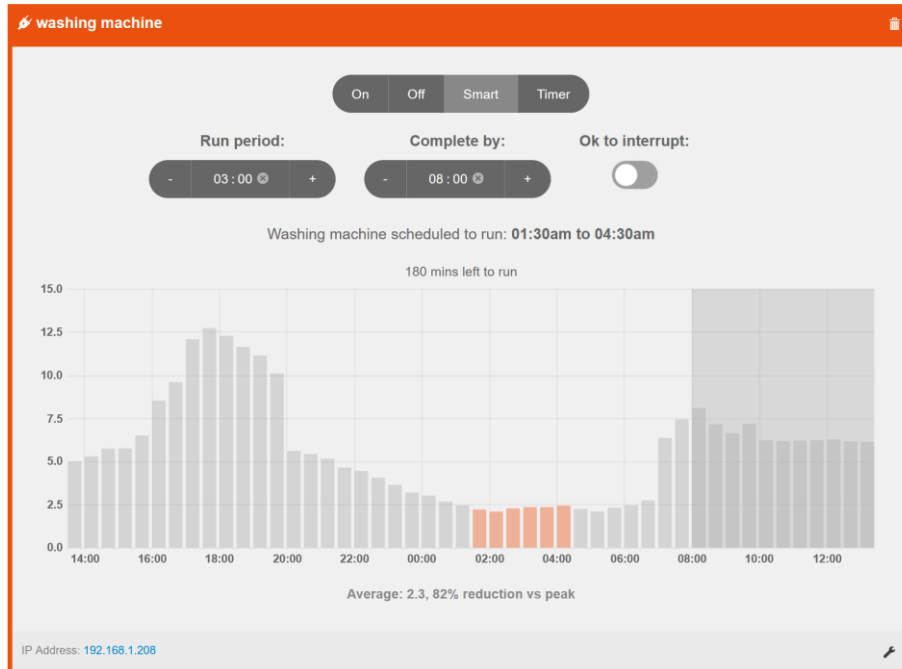 washing machine
On Off Smart Timer
Run period: Complete by: Ok to interrupt:
- 03 : 00 + - 08 : 00 +
Washing machine scheduled to run: 01:30am to 04:30am
180 mins left to run
15.0
12.5
10.0
7.5
5.0
2.5
0.0
14:00 16:00 18:00 20:00 22:00 00:00 02:00 04:00 06:00 08:00 10:00 12:00
Average: 2.3, 82% reduction vs peak
IP Address: 192.168.1.208